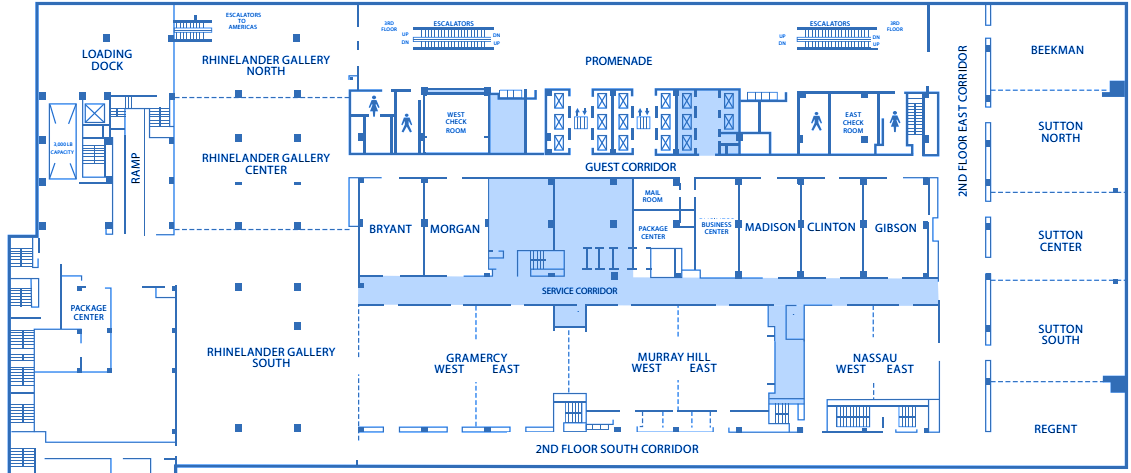 ESCALATORS
TO
AMERICAS
3RD
FLOOR
ESCALATORS
UP
DN
DN
UP
ESCALATORS
3RD
FLOOR
UP
DN
DN
UP
LOADING
DOCK
RHINELANDER GALLERY
NORTH
PROMENADE
2ND FLOOR EAST CORRIDOR
BEEKMAN
WEST
CHECK
ROOM
EAST
CHECK
ROOM
SUTTON
NORTH
3,000 LB
CAPACITY
RAMP
RHINELANDER GALLERY
CENTER
GUEST CORRIDOR
BRYANT
MORGAN
MAIL
ROOM
PACKAGE
CENTER
BUSINESS
CENTER
MADISON
CLINTON
GIBSON
SUTTON
CENTER
SERVICE CORRIDOR
PACKAGE
CENTER
RHINELANDER GALLERY
SOUTH
GRAMERCY
WEST EAST
MURRAY HILL
WEST EAST
NASSAU
WEST EAST
SUTTON
SOUTH
REGENT
2ND FLOOR SOUTH CORRIDOR